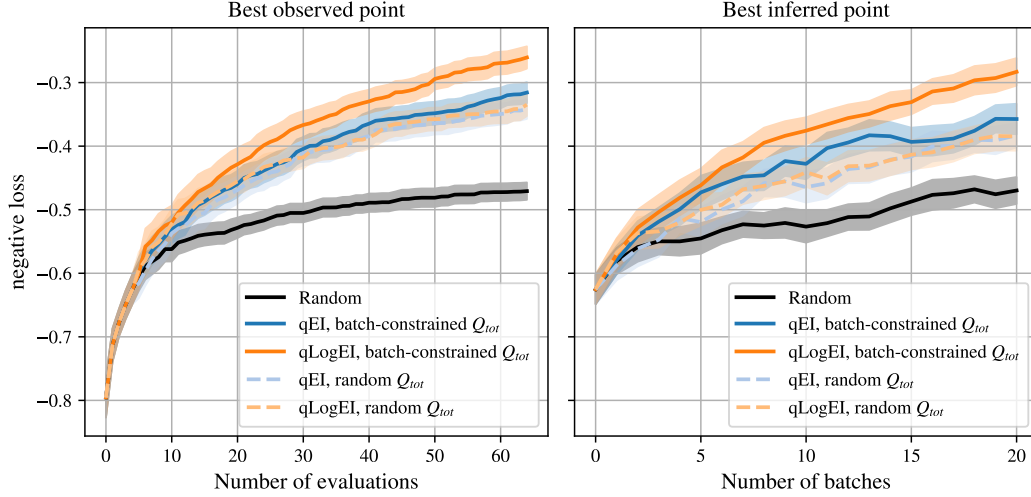 Best observed point
Best inferred point
negative loss
−0.3
−0.4
−0.5
−0.6
−0.7
−0.8
Random
qEI, batch-constrained Q_tot
qLogEI, batch-constrained Q_tot
qEI, random Q_tot
qLogEI, random Q_tot
Random
qEI, batch-constrained Q_tot
qLogEI, batch-constrained Q_tot
qEI, random Q_tot
qLogEI, random Q_tot
0 10 20 30 40 50 60
0 5 10 15 20
Number of evaluations
Number of batches